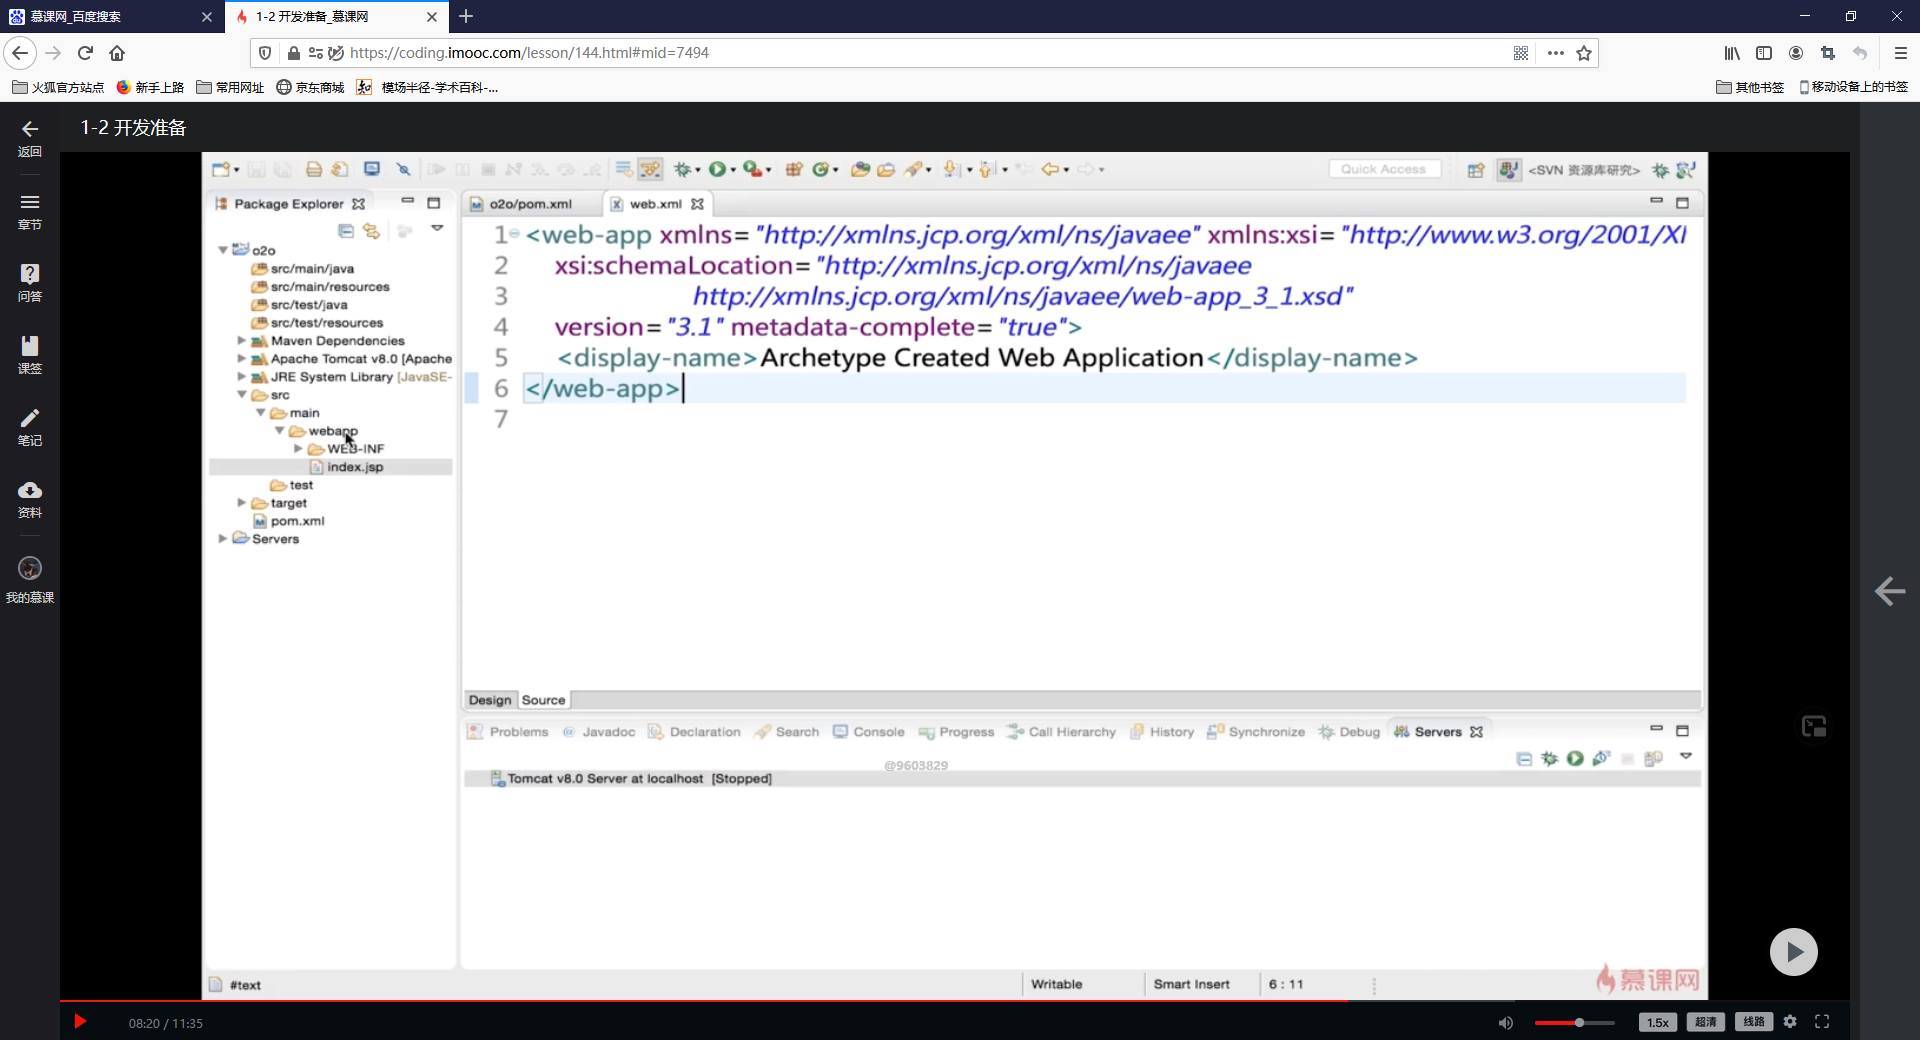 慕课网_百度搜索
1-2 开发准备_慕课网
https://coding.imooc.com/lesson/144.html#mid=7494
火狐官方站点 新手上路 常用网址 京东商城 模场半径-学术百科-... 其他书签 移动设备上的书签
返回
章节
问答
课签
笔记
资料
我的慕课
1-2 开发准备
Quick Access <SVN 资源库研究>
Package Explorer
o2o
src/main/java
src/main/resources
src/test/java
src/test/resources
Maven Dependencies
Apache Tomcat v8.0 [Apache
JRE System Library [JavaSE-
src
main
webapp
WEB-INF
index.jsp
test
target
pom.xml
Servers
o2o/pom.xml web.xml
1 <web-app xmlns="http://xmlns.jcp.org/xml/ns/javaee" xmlns:xsi="http://www.w3.org/2001/XI
2 xsi:schemaLocation="http://xmlns.jcp.org/xml/ns/javaee
3 http://xmlns.jcp.org/xml/ns/javaee/web-app_3_1.xsd"
4 version="3.1" metadata-complete="true">
5 <display-name>Archetype Created Web Application</display-name>
6 </web-app>
7
Design Source
Problems @ Javadoc Declaration Search Console Progress Call Hierarchy History Synchronize Debug Servers
@9603829
Tomcat v8.0 Server at localhost [Stopped]
#text Writable Smart Insert 6 : 11
慕课网
08:20 / 11:35 1.5x 超清 线路